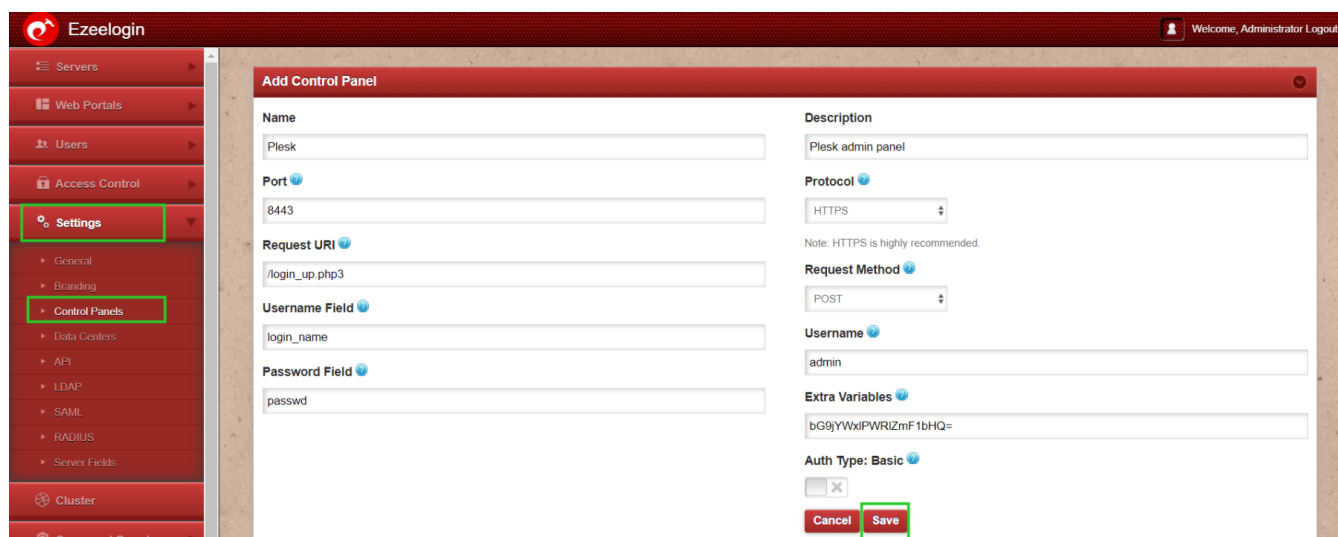 Ezeelogin
Welcome, Administrator Logout
Servers
Web Portals
Users
Access Control
Settings
General
Branding
Control Panels
Data Centers
API
LDAP
SAML
RADIUS
Server Fields
Cluster
Add Control Panel
Name
Plesk
Description
Plesk admin panel
Port
8443
Protocol
HTTPS
Note: HTTPS is highly recommended.
Request URI
/login_up.php3
Request Method
POST
Username Field
login_name
Username
admin
Password Field
passwd
Extra Variables
bG9jYWxlPWRlZmF1bHQ=
Auth Type: Basic
Cancel
Save